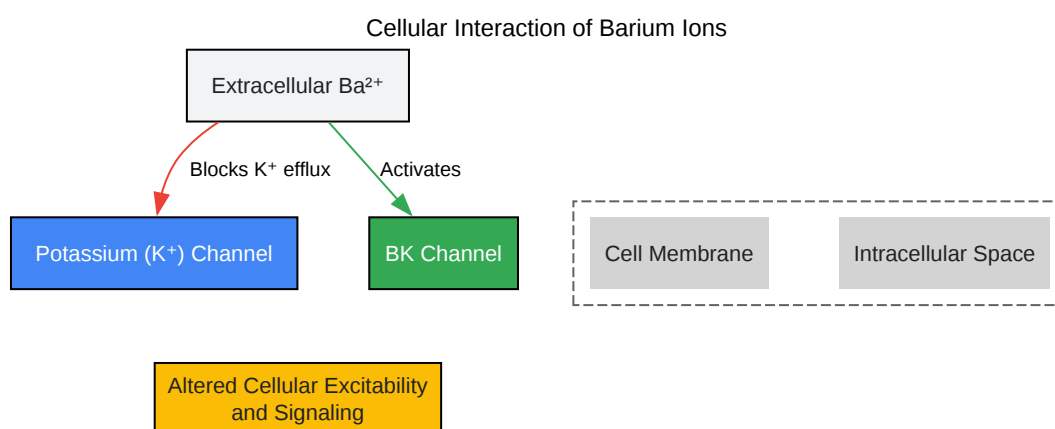 Cellular Interaction of Barium Ions
Extracellular Ba²⁺
Blocks K⁺ efflux
Activates
Potassium (K⁺) Channel
BK Channel
Cell Membrane
Intracellular Space
Altered Cellular Excitability
and Signaling